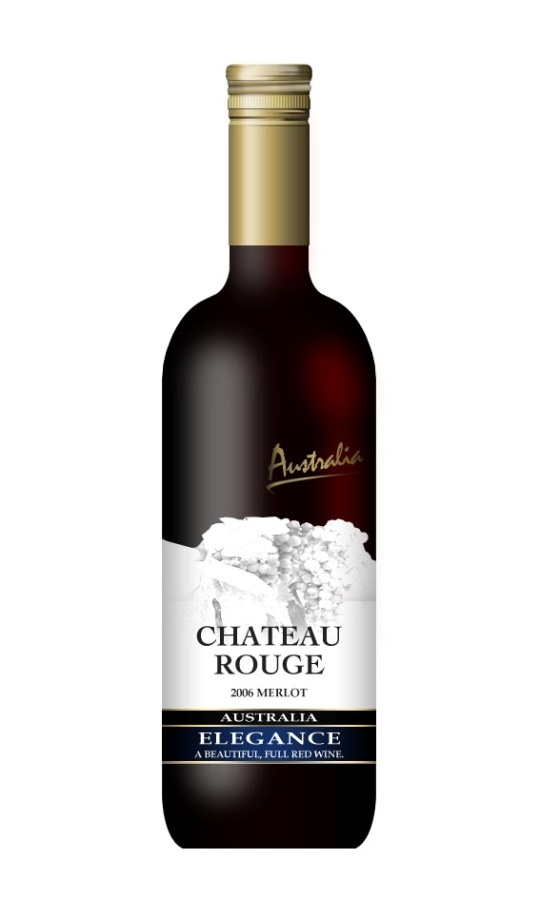 Australia
CHATEAU
ROUGE
2006 MERLOT
AUSTRALIA
ELEGANCE
A BEAUTIFUL, FULL RED WINE.